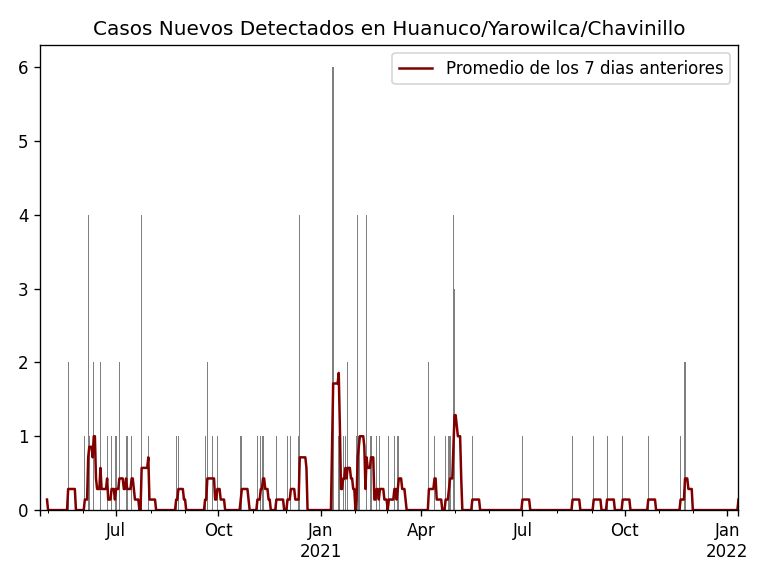 Casos Nuevos Detectados en Huanuco/Yarowilca/Chavinillo
Promedio de los 7 dias anteriores
6
5
4
3
2
1
0
Jul
Oct
Jan
2021
Apr
Jul
Oct
Jan
2022